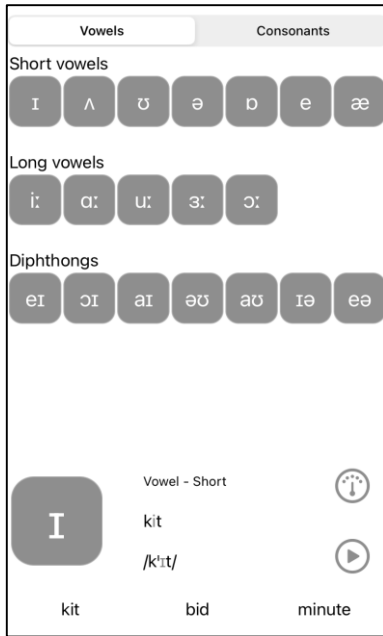 Vowels Consonants
Short vowels
ɪ ʌ ʊ ə ɒ e æ
Long vowels
iː ɑː uː ɜː ɔː
Diphthongs
eɪ ɔɪ aɪ əʊ aʊ ɪə eə
Vowel - Short
ɪ
kit
/kˈɪt/
kit bid minute